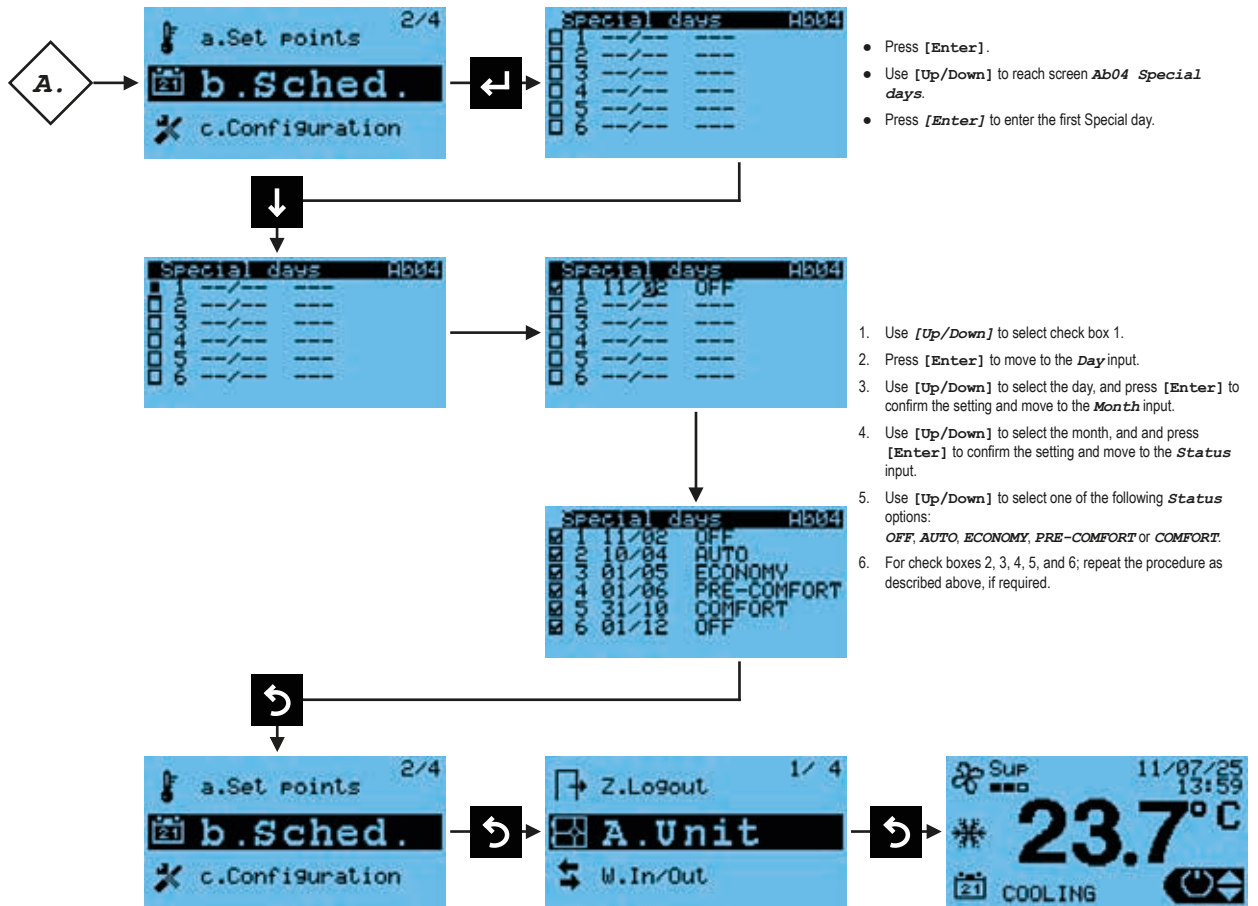 A.
2/4
a.Set points
b.Sched.
c.Configuration
Special days Ab04
1 --/-- ---
2 --/-- ---
3 --/-- ---
4 --/-- ---
5 --/-- ---
6 --/-- ---
● Press [Enter].
● Use [Up/Down] to reach screen Ab04 Special
days.
● Press [Enter] to enter the first Special day.
Special days Ab04
1 --/-- ---
2 --/-- ---
3 --/-- ---
4 --/-- ---
5 --/-- ---
6 --/-- ---
Special days Ab04
1 11/02 OFF
2 --/-- ---
3 --/-- ---
4 --/-- ---
5 --/-- ---
6 --/-- ---
1. Use [Up/Down] to select check box 1.
2. Press [Enter] to move to the Day input.
3. Use [Up/Down] to select the day, and press [Enter] to
confirm the setting and move to the Month input.
4. Use [Up/Down] to select the month, and and press
[Enter] to confirm the setting and move to the Status
input.
5. Use [Up/Down] to select one of the following Status
options:
OFF, AUTO, ECONOMY, PRE-COMFORT or COMFORT.
6. For check boxes 2, 3, 4, 5, and 6; repeat the procedure as
described above, if required.
Special days Ab04
1 11/02 OFF
2 10/04 AUTO
3 01/05 ECONOMY
4 01/06 PRE-COMFORT
5 31/10 COMFORT
6 01/12 OFF
2/4
a.Set points
21 b.Sched.
c.Configuration
1/ 4
Z.Logout
A.Unit
W.In/Out
Sup 11/07/25
13:59
23.7°C
21 COOLING